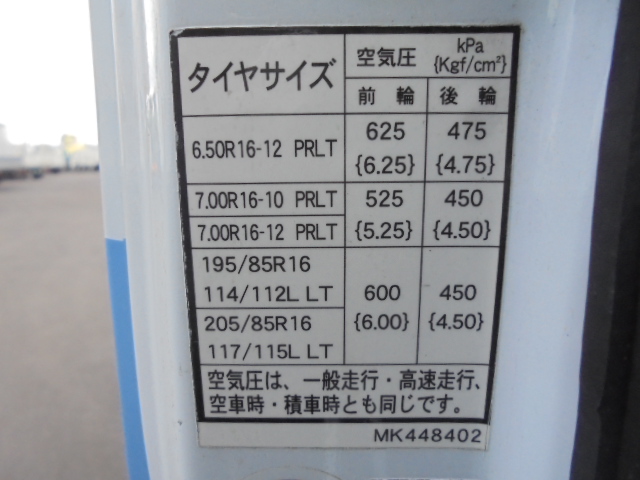 タイヤサイズ 空気圧 kPa
{Kgf/cm²}
前輪 後輪
6.50R16-12 PRLT 625 475
{6.25} {4.75}
7.00R16-10 PRLT 525 450
7.00R16-12 PRLT {5.25} {4.50}
195/85R16
114/112L LT 600 450
205/85R16 {6.00} {4.50}
117/115L LT
空気圧は、一般走行・高速走行、
空車時・積車時とも同じです。
MK448402